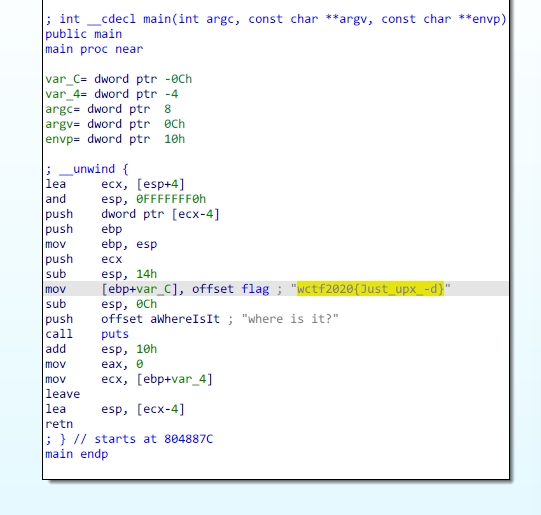 ; int __cdecl main(int argc, const char **argv, const char **envp)
public main
main proc near
var_C= dword ptr -0Ch
var_4= dword ptr -4
argc= dword ptr  8
argv= dword ptr  0Ch
envp= dword ptr  10h
; __unwind {
lea     ecx, [esp+4]
and     esp, 0FFFFFFF0h
push    dword ptr [ecx-4]
push    ebp
mov     ebp, esp
push    ecx
sub     esp, 14h
mov     [ebp+var_C], offset flag ; "wctf2020{Just_upx_-d}"
sub     esp, 0Ch
push    offset aWhereIsIt ; "where is it?"
call    puts
add     esp, 10h
mov     eax, 0
mov     ecx, [ebp+var_4]
leave
lea     esp, [ecx-4]
retn
; } // starts at 804887C
main endp